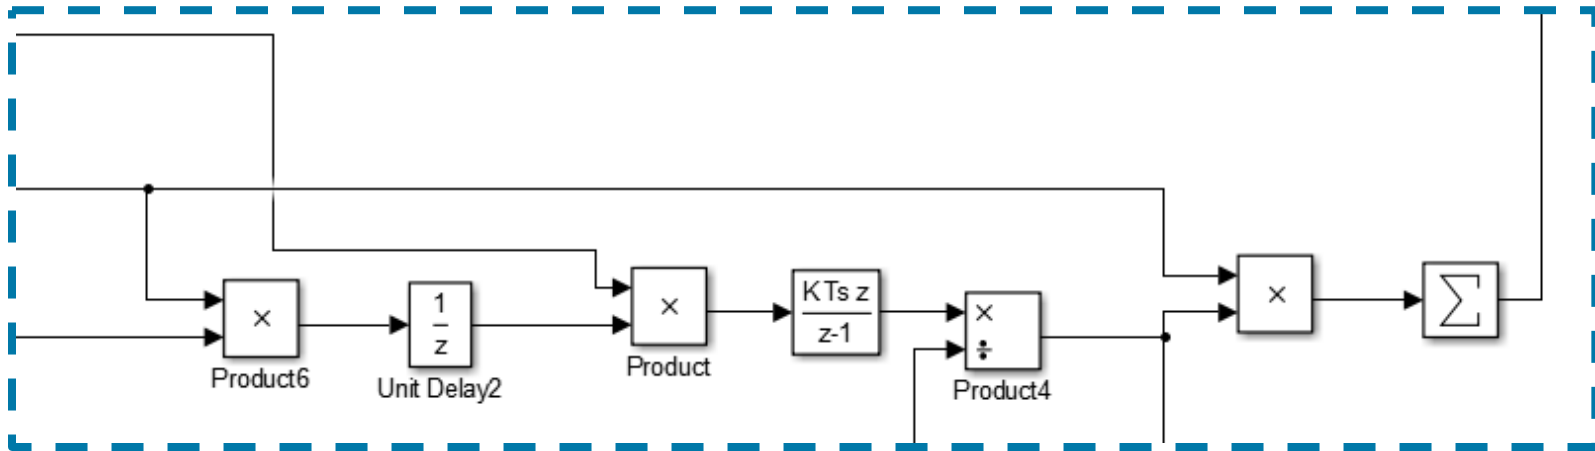 ×
Product6
1
z
Unit Delay2
×
Product
KTs z
z-1
×
÷
Product4
×
∑